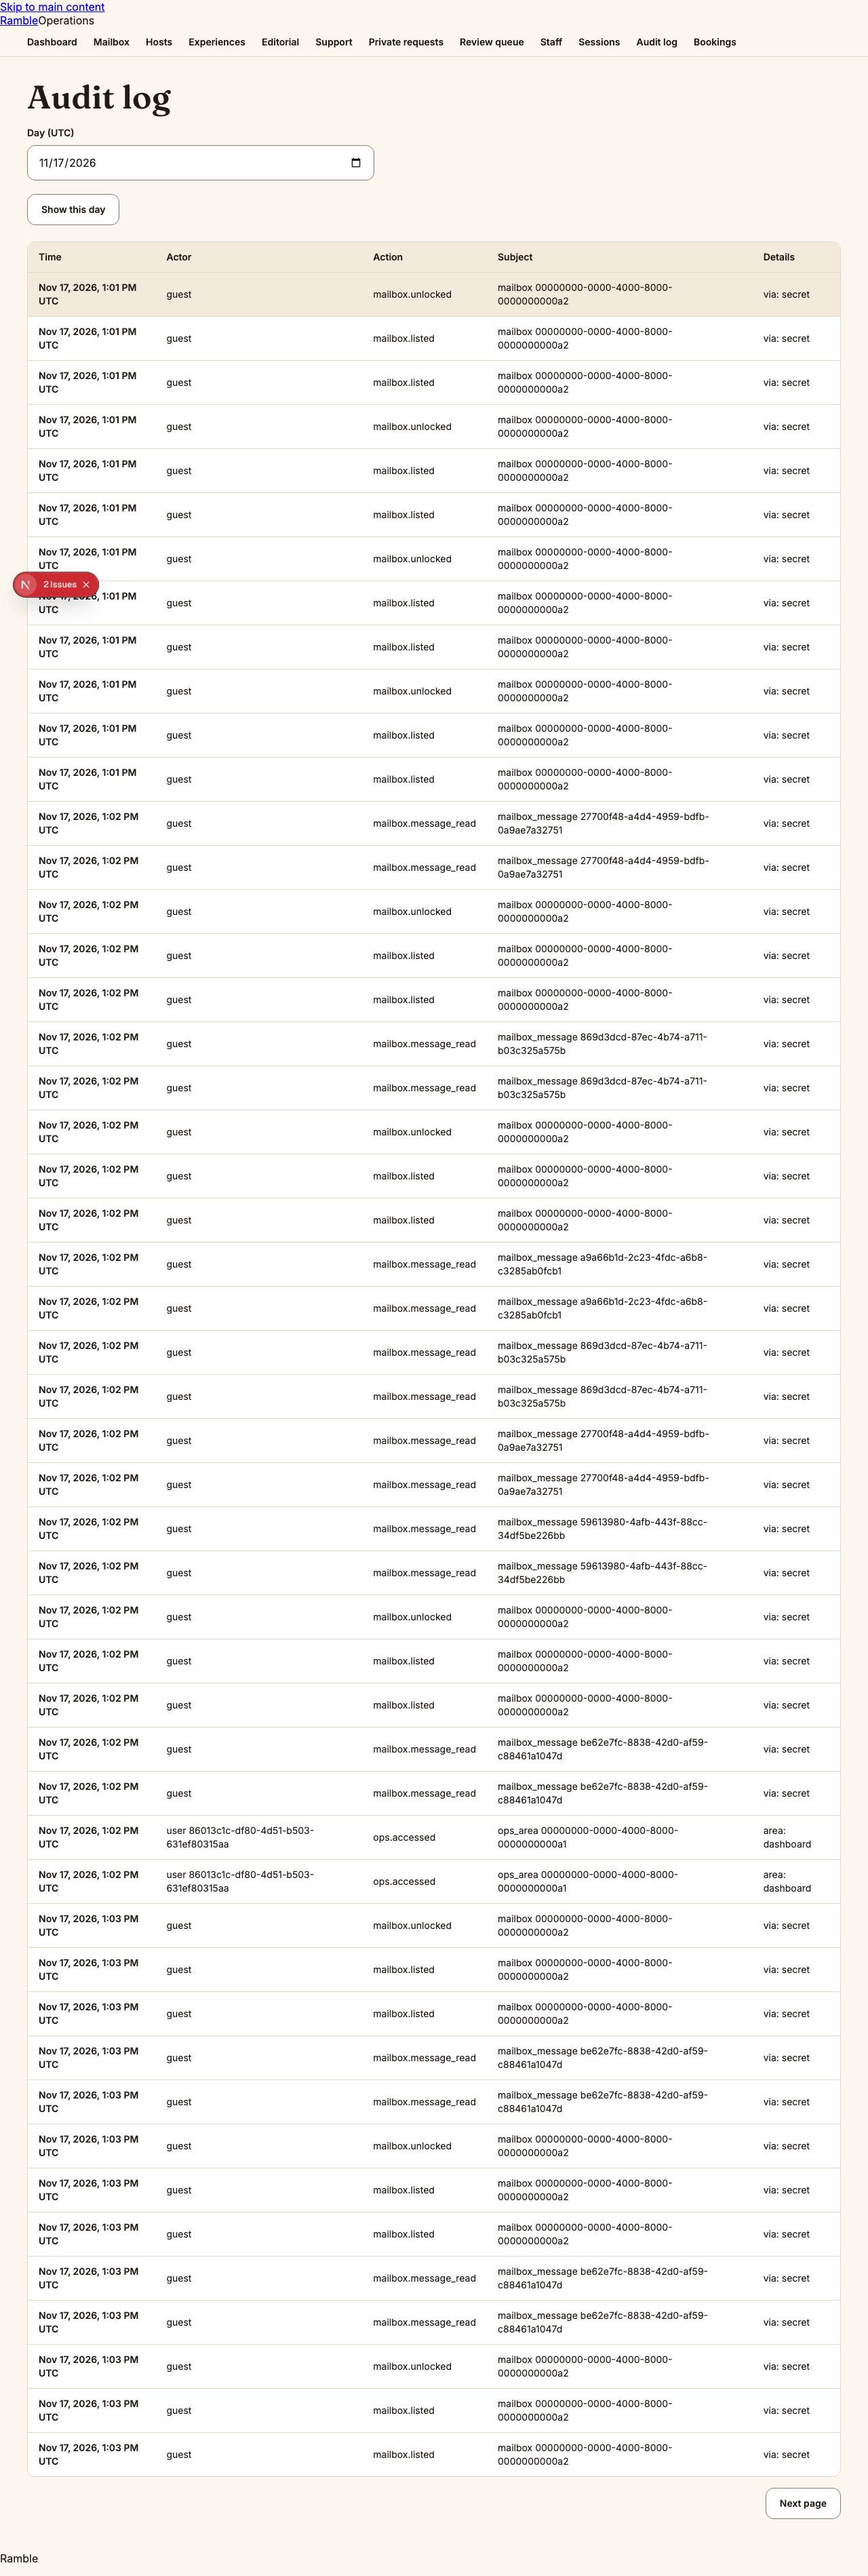 Skip to main content
RambleOperations
Dashboard Mailbox Hosts Experiences Editorial Support Private requests Review queue Staff Sessions Audit log Bookings
Audit log
Day (UTC)
11/17/2026
Show this day
Time Actor Action Subject Details
Nov 17, 2026, 1:01 PM UTC guest mailbox.unlocked mailbox 00000000-0000-4000-8000-0000000000a2 via: secret
Nov 17, 2026, 1:01 PM UTC guest mailbox.listed mailbox 00000000-0000-4000-8000-0000000000a2 via: secret
Nov 17, 2026, 1:01 PM UTC guest mailbox.listed mailbox 00000000-0000-4000-8000-0000000000a2 via: secret
Nov 17, 2026, 1:01 PM UTC guest mailbox.unlocked mailbox 00000000-0000-4000-8000-0000000000a2 via: secret
Nov 17, 2026, 1:01 PM UTC guest mailbox.listed mailbox 00000000-0000-4000-8000-0000000000a2 via: secret
Nov 17, 2026, 1:01 PM UTC guest mailbox.listed mailbox 00000000-0000-4000-8000-0000000000a2 via: secret
Nov 17, 2026, 1:01 PM UTC guest mailbox.unlocked mailbox 00000000-0000-4000-8000-0000000000a2 via: secret
2 Issues
Nov 17, 2026, 1:01 PM UTC guest mailbox.listed mailbox 00000000-0000-4000-8000-0000000000a2 via: secret
Nov 17, 2026, 1:01 PM UTC guest mailbox.listed mailbox 00000000-0000-4000-8000-0000000000a2 via: secret
Nov 17, 2026, 1:01 PM UTC guest mailbox.unlocked mailbox 00000000-0000-4000-8000-0000000000a2 via: secret
Nov 17, 2026, 1:01 PM UTC guest mailbox.listed mailbox 00000000-0000-4000-8000-0000000000a2 via: secret
Nov 17, 2026, 1:01 PM UTC guest mailbox.listed mailbox 00000000-0000-4000-8000-0000000000a2 via: secret
Nov 17, 2026, 1:02 PM UTC guest mailbox.message_read mailbox_message 27700f48-a4d4-4959-bdfb-0a9ae7a32751 via: secret
Nov 17, 2026, 1:02 PM UTC guest mailbox.message_read mailbox_message 27700f48-a4d4-4959-bdfb-0a9ae7a32751 via: secret
Nov 17, 2026, 1:02 PM UTC guest mailbox.unlocked mailbox 00000000-0000-4000-8000-0000000000a2 via: secret
Nov 17, 2026, 1:02 PM UTC guest mailbox.listed mailbox 00000000-0000-4000-8000-0000000000a2 via: secret
Nov 17, 2026, 1:02 PM UTC guest mailbox.listed mailbox 00000000-0000-4000-8000-0000000000a2 via: secret
Nov 17, 2026, 1:02 PM UTC guest mailbox.message_read mailbox_message 869d3dcd-87ec-4b74-a711-b03c325a575b via: secret
Nov 17, 2026, 1:02 PM UTC guest mailbox.message_read mailbox_message 869d3dcd-87ec-4b74-a711-b03c325a575b via: secret
Nov 17, 2026, 1:02 PM UTC guest mailbox.unlocked mailbox 00000000-0000-4000-8000-0000000000a2 via: secret
Nov 17, 2026, 1:02 PM UTC guest mailbox.listed mailbox 00000000-0000-4000-8000-0000000000a2 via: secret
Nov 17, 2026, 1:02 PM UTC guest mailbox.listed mailbox 00000000-0000-4000-8000-0000000000a2 via: secret
Nov 17, 2026, 1:02 PM UTC guest mailbox.message_read mailbox_message a9a66b1d-2c23-4fdc-a6b8-c3285ab0fcb1 via: secret
Nov 17, 2026, 1:02 PM UTC guest mailbox.message_read mailbox_message a9a66b1d-2c23-4fdc-a6b8-c3285ab0fcb1 via: secret
Nov 17, 2026, 1:02 PM UTC guest mailbox.message_read mailbox_message 869d3dcd-87ec-4b74-a711-b03c325a575b via: secret
Nov 17, 2026, 1:02 PM UTC guest mailbox.message_read mailbox_message 869d3dcd-87ec-4b74-a711-b03c325a575b via: secret
Nov 17, 2026, 1:02 PM UTC guest mailbox.message_read mailbox_message 27700f48-a4d4-4959-bdfb-0a9ae7a32751 via: secret
Nov 17, 2026, 1:02 PM UTC guest mailbox.message_read mailbox_message 27700f48-a4d4-4959-bdfb-0a9ae7a32751 via: secret
Nov 17, 2026, 1:02 PM UTC guest mailbox.message_read mailbox_message 59613980-4afb-443f-88cc-34df5be226bb via: secret
Nov 17, 2026, 1:02 PM UTC guest mailbox.message_read mailbox_message 59613980-4afb-443f-88cc-34df5be226bb via: secret
Nov 17, 2026, 1:02 PM UTC guest mailbox.unlocked mailbox 00000000-0000-4000-8000-0000000000a2 via: secret
Nov 17, 2026, 1:02 PM UTC guest mailbox.listed mailbox 00000000-0000-4000-8000-0000000000a2 via: secret
Nov 17, 2026, 1:02 PM UTC guest mailbox.listed mailbox 00000000-0000-4000-8000-0000000000a2 via: secret
Nov 17, 2026, 1:02 PM UTC guest mailbox.message_read mailbox_message be62e7fc-8838-42d0-af59-c88461a1047d via: secret
Nov 17, 2026, 1:02 PM UTC guest mailbox.message_read mailbox_message be62e7fc-8838-42d0-af59-c88461a1047d via: secret
Nov 17, 2026, 1:02 PM UTC user 86013c1c-df80-4d51-b503-631ef80315aa ops.accessed ops_area 00000000-0000-4000-8000-0000000000a1 area: dashboard
Nov 17, 2026, 1:02 PM UTC user 86013c1c-df80-4d51-b503-631ef80315aa ops.accessed ops_area 00000000-0000-4000-8000-0000000000a1 area: dashboard
Nov 17, 2026, 1:03 PM UTC guest mailbox.unlocked mailbox 00000000-0000-4000-8000-0000000000a2 via: secret
Nov 17, 2026, 1:03 PM UTC guest mailbox.listed mailbox 00000000-0000-4000-8000-0000000000a2 via: secret
Nov 17, 2026, 1:03 PM UTC guest mailbox.listed mailbox 00000000-0000-4000-8000-0000000000a2 via: secret
Nov 17, 2026, 1:03 PM UTC guest mailbox.message_read mailbox_message be62e7fc-8838-42d0-af59-c88461a1047d via: secret
Nov 17, 2026, 1:03 PM UTC guest mailbox.message_read mailbox_message be62e7fc-8838-42d0-af59-c88461a1047d via: secret
Nov 17, 2026, 1:03 PM UTC guest mailbox.unlocked mailbox 00000000-0000-4000-8000-0000000000a2 via: secret
Nov 17, 2026, 1:03 PM UTC guest mailbox.listed mailbox 00000000-0000-4000-8000-0000000000a2 via: secret
Nov 17, 2026, 1:03 PM UTC guest mailbox.listed mailbox 00000000-0000-4000-8000-0000000000a2 via: secret
Nov 17, 2026, 1:03 PM UTC guest mailbox.message_read mailbox_message be62e7fc-8838-42d0-af59-c88461a1047d via: secret
Nov 17, 2026, 1:03 PM UTC guest mailbox.message_read mailbox_message be62e7fc-8838-42d0-af59-c88461a1047d via: secret
Nov 17, 2026, 1:03 PM UTC guest mailbox.unlocked mailbox 00000000-0000-4000-8000-0000000000a2 via: secret
Nov 17, 2026, 1:03 PM UTC guest mailbox.listed mailbox 00000000-0000-4000-8000-0000000000a2 via: secret
Nov 17, 2026, 1:03 PM UTC guest mailbox.listed mailbox 00000000-0000-4000-8000-0000000000a2 via: secret
Next page
Ramble